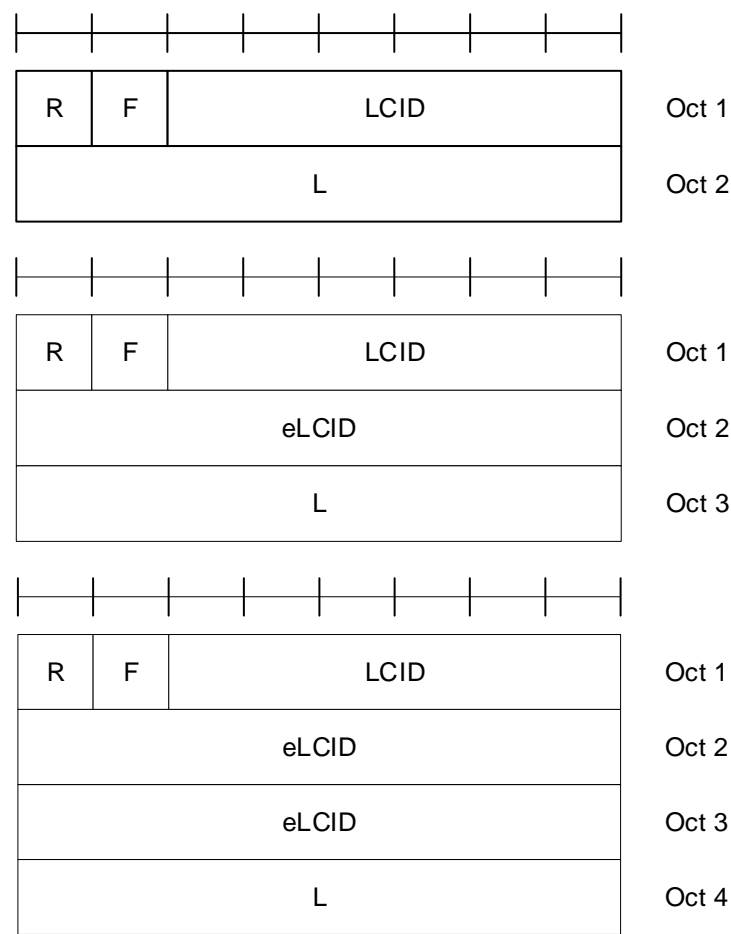 R F LCID Oct 1
L Oct 2
R F LCID Oct 1
eLCID Oct 2
L Oct 3
R F LCID Oct 1
eLCID Oct 2
eLCID Oct 3
L Oct 4